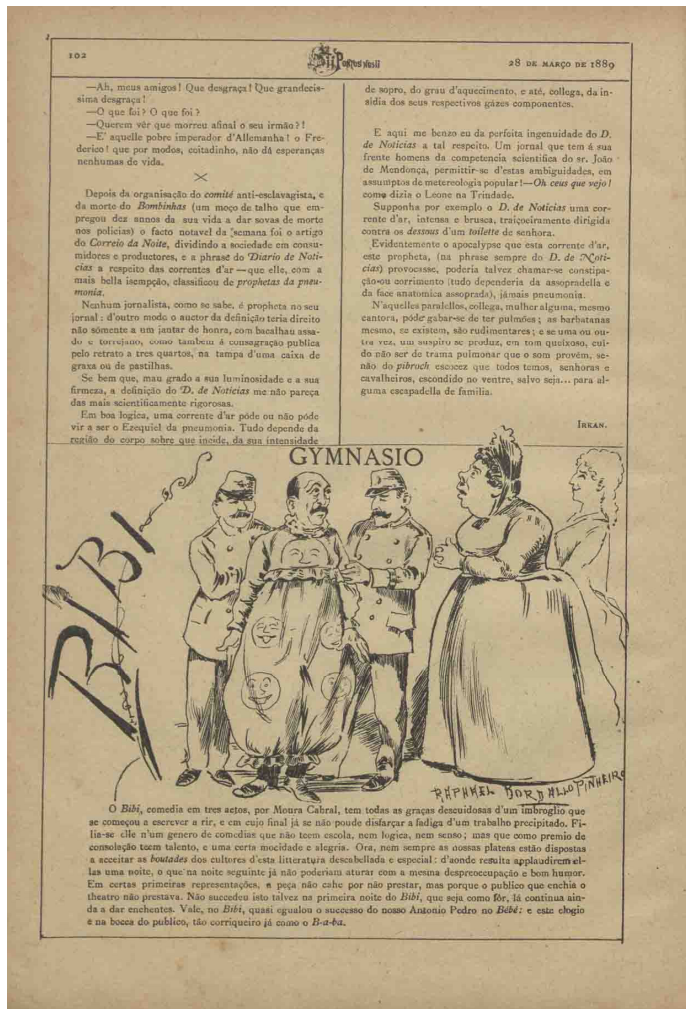 102
Pontos nos ii
28 DE MARÇO DE 1889
—Ah, meus amigos! Que desgraça! Que grandecis-
sima desgraça!
—O que foi? O que foi?
—Querem vêr que morreu afinal o seu irmão?!
—E' aquelle pobre imperador d'Allemanha! o Fre-
derico! que por modos, coitadinho, não dá esperanças
nenhumas de vida.
Depois da organisação do comité anti-esclavagista, e
da morte do Bombinhas (um moço de talho que em-
pregou dez annos da sua vida a dar sovas de morte
nos policias) o facto notavel da semana foi o artigo
do Correio da Noite, dividindo a sociedade em consu-
midores e productores, e a phrase do Diario de Noti-
cias a respeito das correntes d'ar—que elle, com a
mais bella isempção, classificou de prophetas da pneu-
monia.
Nenhum jornalista, como se sabe, é propheta no seu
jornal: d'outro modo o auctor da definição teria direito
não sómente a um jantar de honra, com bacalhau assa-
do e torrejano, como tambem á consagração publica
pelo retrato a tres quartos, na tampa d'uma caixa de
graxa ou de pastilhas.
Se bem que, mau grado a sua luminosidade e a sua
firmeza, a definição do D. de Noticias me não pareça
das mais scientificamente rigorosas.
Em boa logica, uma corrente d'ar póde ou não póde
vir a ser o Ezequiel da pneumonia. Tudo depende da
região do corpo sobre que incide, da sua intensidade
de sopro, do grau d'aquecimento, e até, collega, da in-
sidia dos seus respectivos gázes componentes.
E aqui me benzo eu da perfeita ingenuidade do D.
de Noticias a tal respeito. Um jornal que tem á sua
frente homens da competencia scientifica do sr. João
de Mendonça, permittir-se d'estas ambiguidades, em
assumptos de metereologia popular!—Oh ceus que vejo!
como dizia o Leone na Trindade.
Supponha por exemplo o D. de Noticias uma cor-
rente d'ar, intensa e brusca, traiçoeiramente dirigida
contra os dessous d'um toilette de senhora.
Evidentemente o apocalypse que esta corrente d'ar,
este propheta, (na phrase sempre do D. de Noti-
cias) provocasse, poderia talvez chamar-se constipa-
ção ou corrimento (tudo dependeria da assopradella e
da face anatomica assoprada), jámais pneumonia.
N'aquelles parallelos, collega, mulher alguma, mesmo
cantora, póde gabar-se de ter pulmões; as barbatanas
mesmo, se existem, são rudimentares; e se uma ou ou-
tra vez, um suspiro se produz, em tom queixoso, cui-
do não ser de trama pulmonar que o som provém, se-
não do pibroch escocez que todos temos, senhoras e
cavalheiros, escondido no ventre, salvo seja... para al-
guma escapadella de familia.
IRKAN.
GYMNASIO
BIBI
RAPHAEL BORDALLO PINHEIRO
O Bibi, comedia em tres actos, por Moura Cabral, tem todas as graças descuidosas d'um imbroglio que
se começou a escrever a rir, e em cujo final já se não poude disfarçar a fadiga d'um trabalho precipitado. Fi-
lia-se elle n'um genero de comedias que não teem escola, nem logica, nem senso; mas que como premio de
consolação teem talento, e uma certa mocidade e alegria. Ora, nem sempre as nossas plateas estão dispostas
a acceitar as boutades dos cultores d'esta litteratura descabellada e especial: d'aonde resulta applaudirem el-
las uma noite, o que na noite seguinte já não poderiam aturar com a mesma despreoccupação e bom humor.
Em certas primeiras representações, a peça não cahe por não prestar, mas porque o publico que enchia o
theatro não prestava. Não succedeu isto talvez na primeira noite do Bibi, que seja como fôr, lá continua ain-
da a dar enchentes. Vale, no Bibi, quasi egualou o successo do nosso Antonio Pedro no Bébé: e este elogio
e na bocca do publico, tão corriqueiro já como o B-a-ba.